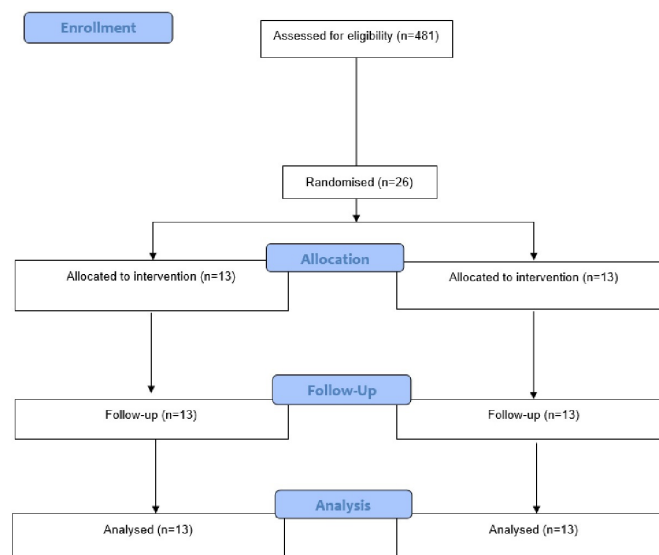 Enrollment
Assessed for eligibility (n=481)
Randomised (n=26)
Allocation
Allocated to intervention (n=13)
Allocated to intervention (n=13)
Follow-Up
Follow-up (n=13)
Follow-up (n=13)
Analysis
Analysed (n=13)
Analysed (n=13)